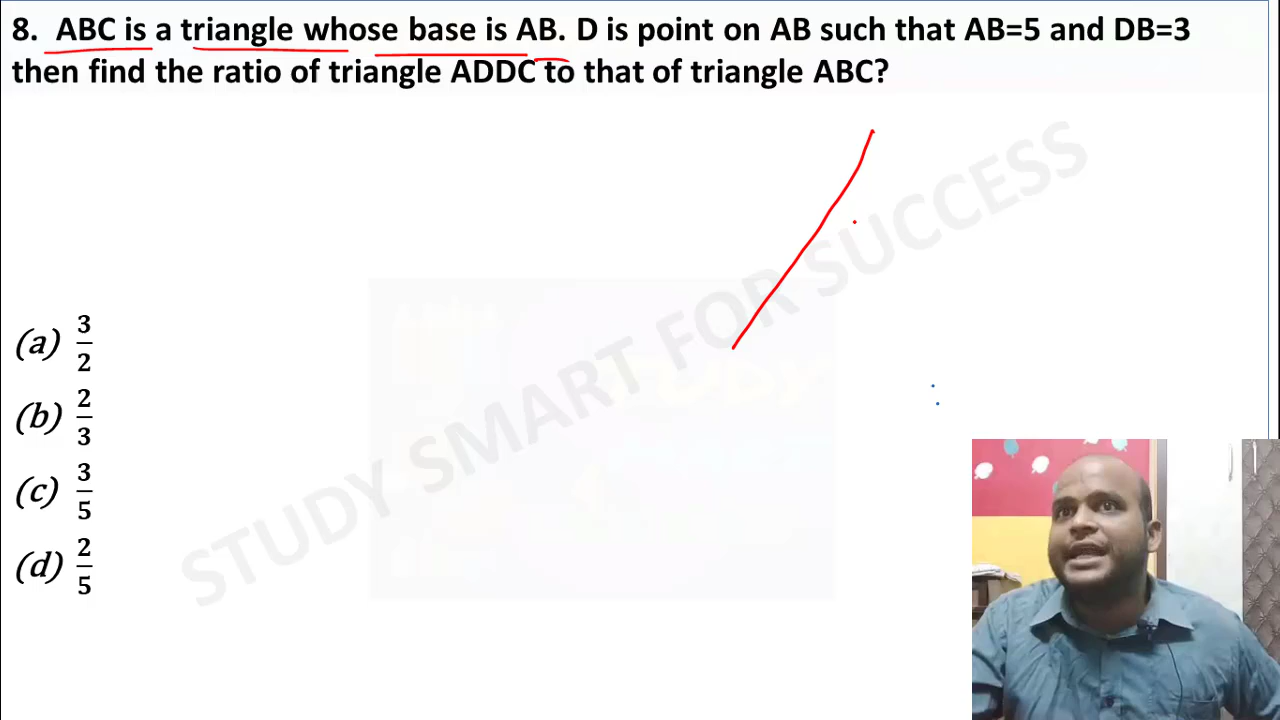 8. ABC is a triangle whose base is AB. D is point on AB such that AB=5 and DB=3
then find the ratio of triangle ADDC to that of triangle ABC?
STUDY SMART FOR SUCCESS
(a) 3/2
(b) 2/3
(c) 3/5
(d) 2/5